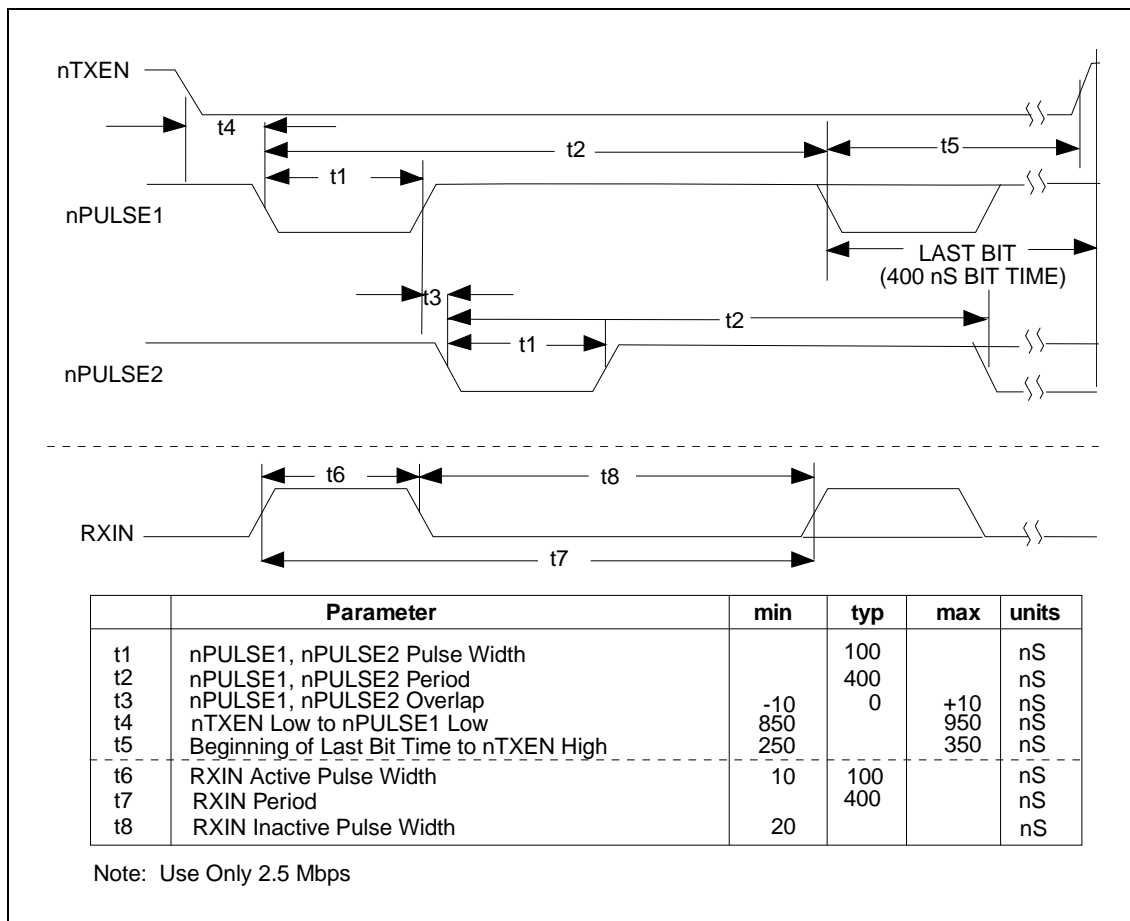 nTXEN
t4
t2
t5
t1
nPULSE1
LAST BIT
(400 nS BIT TIME)
t3
t2
t1
nPULSE2
t6
t8
RXIN
t7
Parameter min typ max units
t1 nPULSE1, nPULSE2 Pulse Width 100 nS
t2 nPULSE1, nPULSE2 Period 400 nS
t3 nPULSE1, nPULSE2 Overlap -10 0 +10 nS
t4 nTXEN Low to nPULSE1 Low 850 950 nS
t5 Beginning of Last Bit Time to nTXEN High 250 350 nS
t6 RXIN Active Pulse Width 10 100 nS
t7 RXIN Period 400 nS
t8 RXIN Inactive Pulse Width 20 nS
Note: Use Only 2.5 Mbps